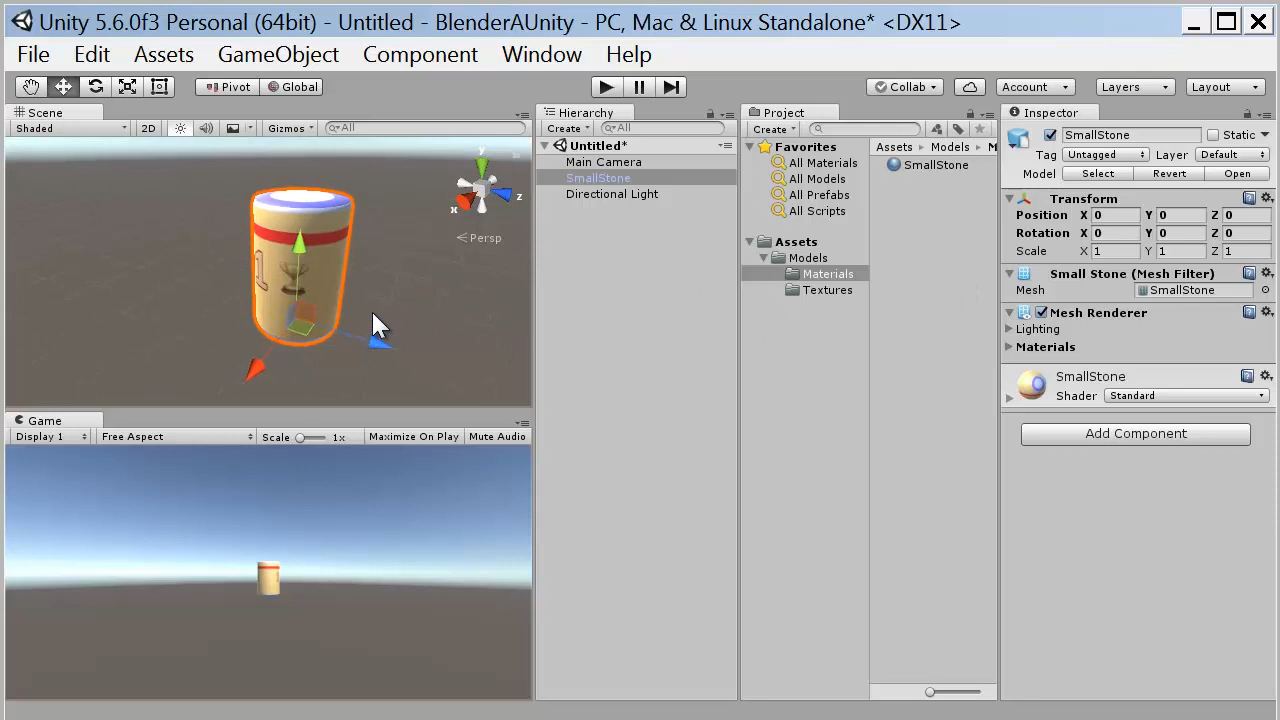 Unity 5.6.0f3 Personal (64bit) - Untitled - BlenderAUnity - PC, Mac & Linux Standalone* <DX11>
File Edit Assets GameObject Component Window Help
Pivot Global Collab Account Layers Layout
Scene
Shaded 2D Gizmos All
y
x
z
Persp
1
Game
Display 1 Free Aspect Scale 1x Maximize On Play Mute Audio
Hierarchy
Create All
Untitled*
Main Camera
SmallStone
Directional Light
Project
Create
Favorites
All Materials
All Models
All Prefabs
All Scripts
Assets
Models
Materials
Textures
Assets Models M
SmallStone
Inspector
SmallStone Static
Tag Untagged Layer Default
Model Select Revert Open
Transform
Position X 0 Y 0 Z 0
Rotation X 0 Y 0 Z 0
Scale X 1 Y 1 Z 1
Small Stone (Mesh Filter)
Mesh SmallStone
Mesh Renderer
Lighting
Materials
SmallStone
Shader Standard
Add Component